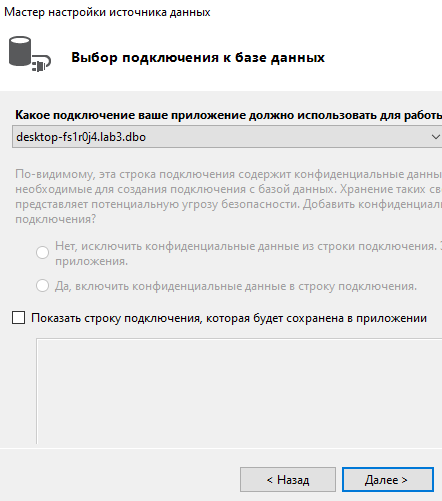 Мастер настройки источника данных
Выбор подключения к базе данных
Какое подключение ваше приложение должно использовать для работы
desktop-fs1r0j4.lab3.dbo
По-видимому, эта строка подключения содержит конфиденциальные данны
необходимые для создания подключения с базой данных. Хранение таких св
представляет потенциальную угрозу безопасности. Добавить конфиденциал
подключения?
Нет, исключить конфиденциальные данные из строки подключения.
приложения.
Да, включить конфиденциальные данные в строку подключения.
Показать строку подключения, которая будет сохранена в приложении
< Назад
Далее >